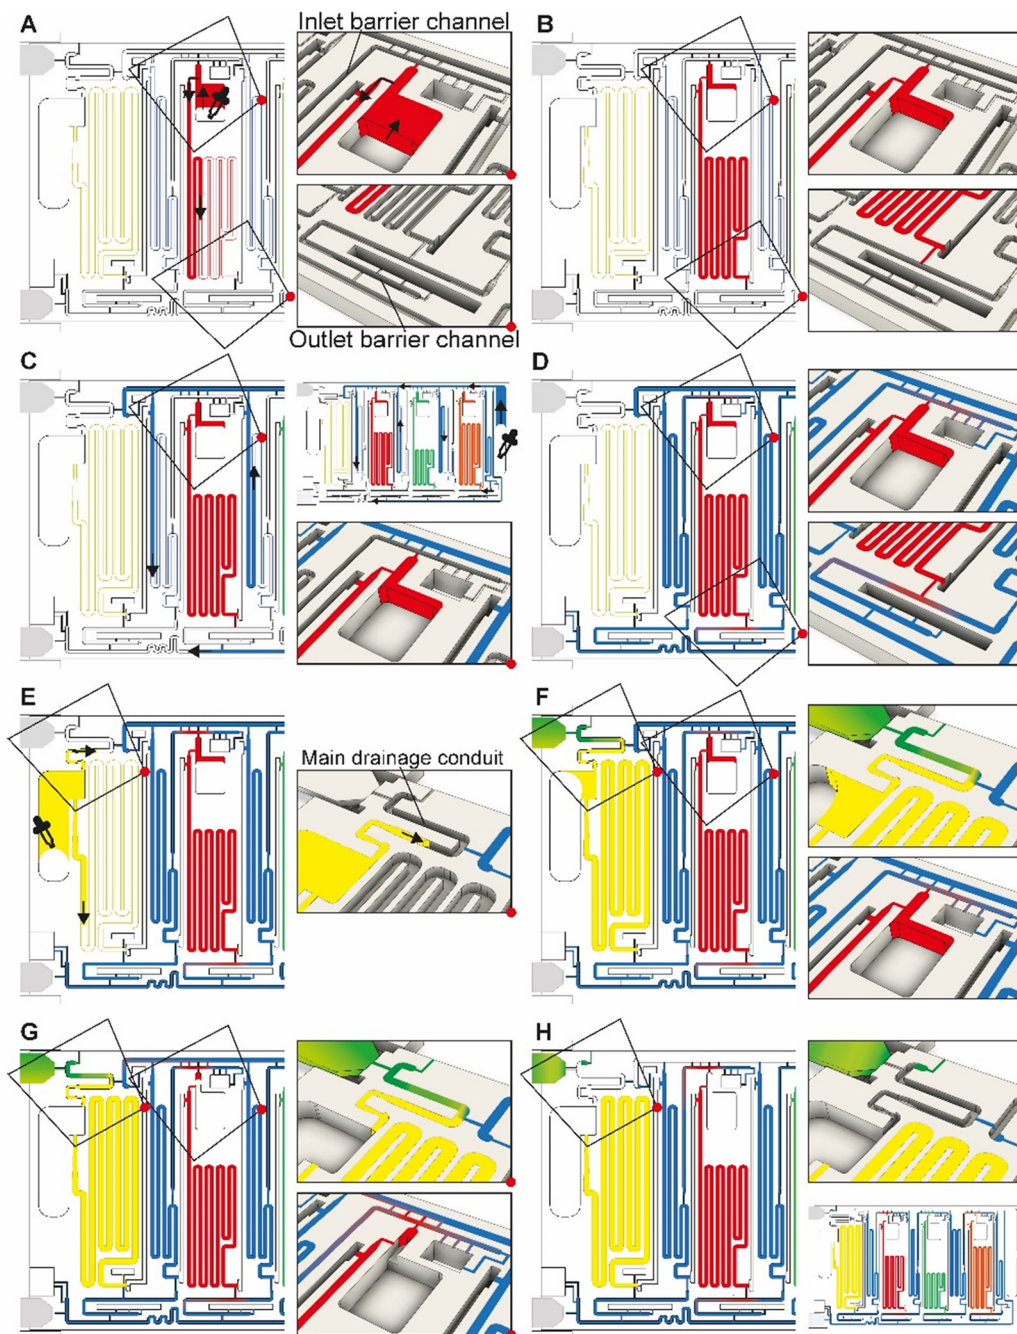 A
Inlet barrier channel
B
Outlet barrier channel
C
D
E
Main drainage conduit
F
G
H